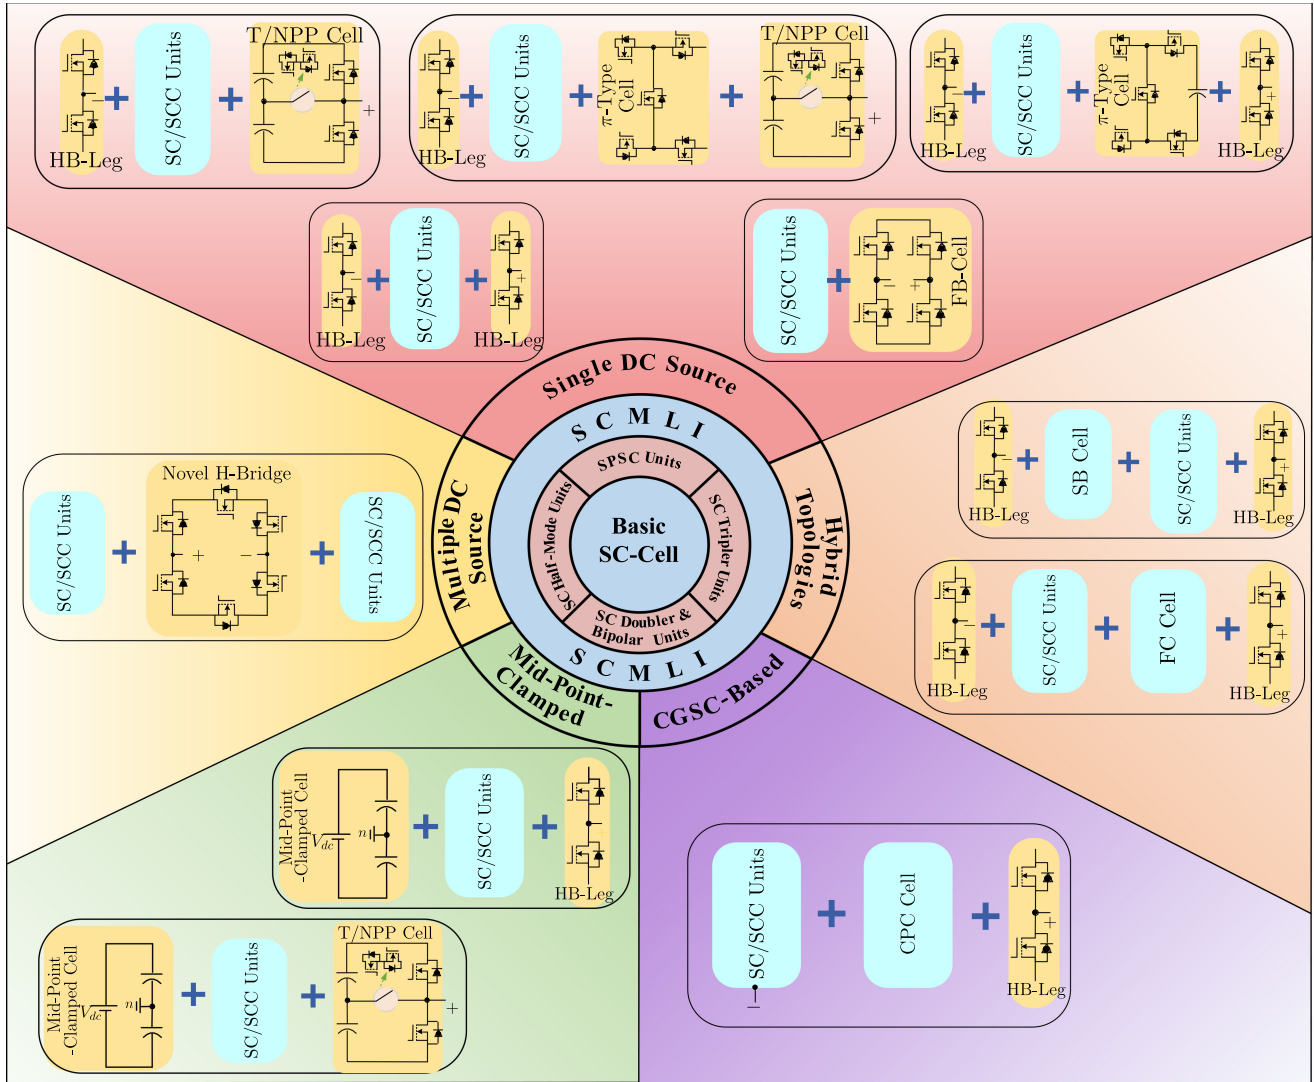 HB-Leg
+
SC/SCC Units
+
T/NPP Cell
−
+
HB-Leg
+
SC/SCC Units
+
π-Type
Cell
+
T/NPP Cell
−
+
HB-Leg
+
SC/SCC Units
+
π-Type
Cell
+
HB-Leg
−
+
HB-Leg
+
SC/SCC Units
+
HB-Leg
−
+
SC/SCC Units
+
FB-Cell
−
+
Single DC Source
SCMLI
SPSC Units
SC Half-Mode Units
SC Tripler Units
Basic
SC-Cell
SC Doubler &
Bipolar Units
SCMLI
Multiple DC
Source
Hybrid
Topologies
Mid-Point-
Clamped
CGSC-Based
SC/SCC Units
+
Novel H-Bridge
+
−
+
SC/SCC Units
HB-Leg
−
+
SB Cell
+
SC/SCC Units
+
HB-Leg
+
HB-Leg
−
+
SC/SCC Units
+
FC Cell
+
HB-Leg
+
Mid-Point
-Clamped Cell
Vdc
n
+
SC/SCC Units
+
HB-Leg
+
Mid-Point
-Clamped Cell
Vdc
n
+
SC/SCC Units
+
T/NPP Cell
+
SC/SCC Units
−
+
CPC Cell
+
HB-Leg
+